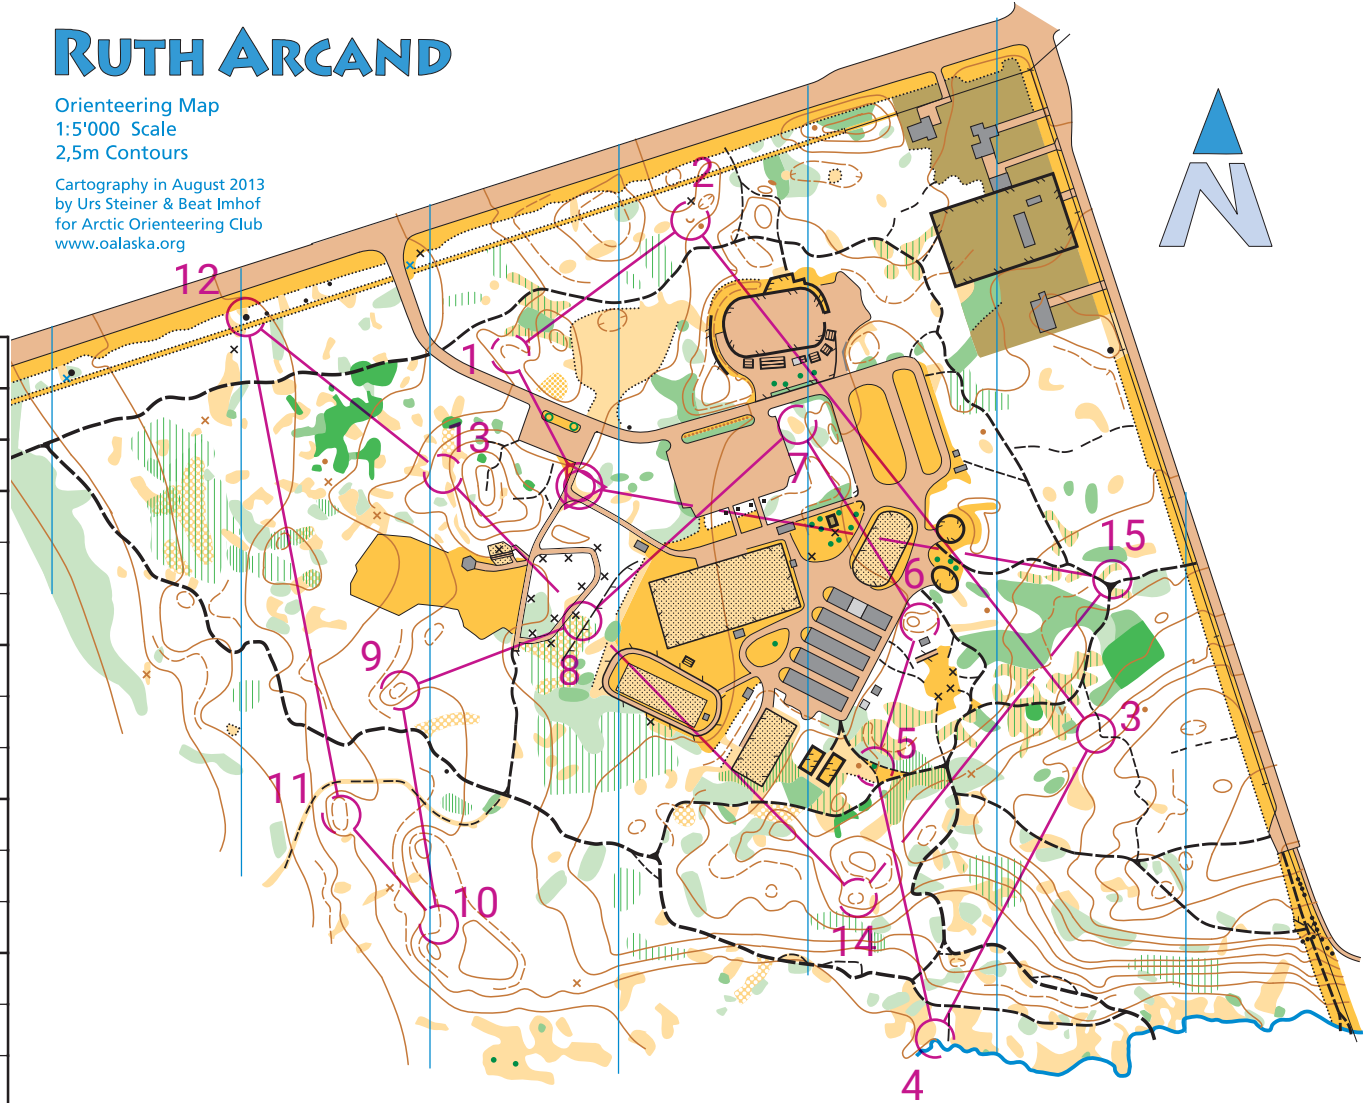 RUTH ARCAND
Orienteering Map
1:5'000 Scale
2,5m Contours
Cartography in August 2013
by Urs Steiner & Beat Imhof
for Arctic Orienteering Club
www.oalaska.org
N
2
12
1
13
7
15
6
9
8
3
5
11
10
14
4